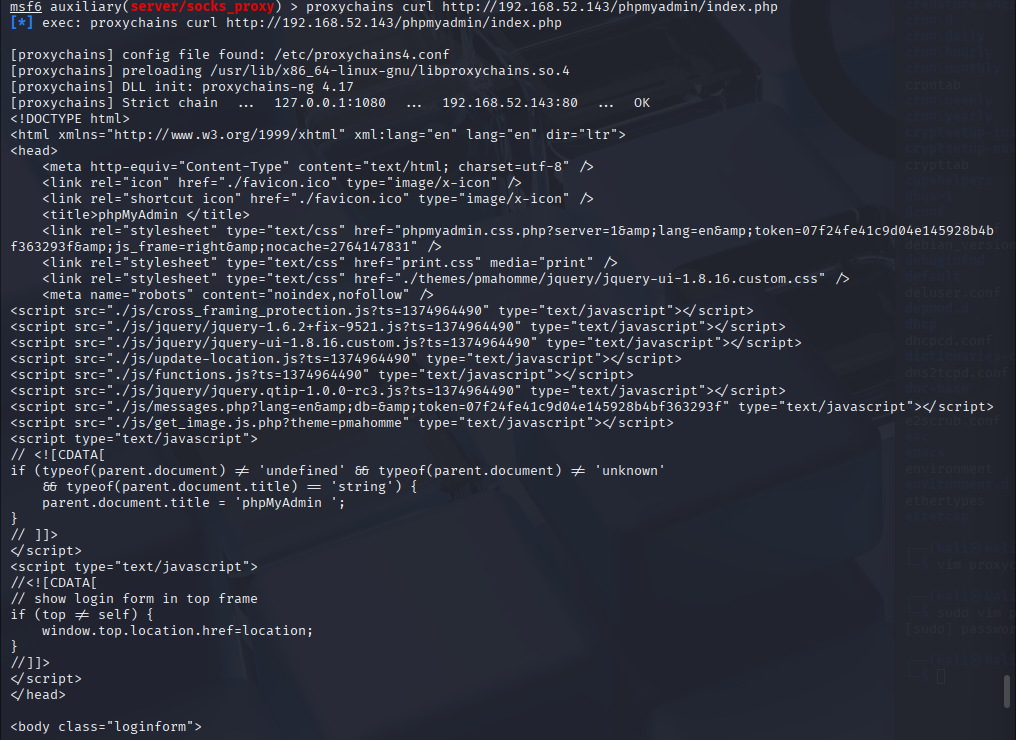 msf6 auxiliary(server/socks_proxy) > proxychains curl http://192.168.52.143/phpmyadmin/index.php
[*] exec: proxychains curl http://192.168.52.143/phpmyadmin/index.php
[proxychains] config file found: /etc/proxychains4.conf
[proxychains] preloading /usr/lib/x86_64-linux-gnu/libproxychains.so.4
[proxychains] DLL init: proxychains-ng 4.17
[proxychains] Strict chain  ...  127.0.0.1:1080  ...  192.168.52.143:80  ...  OK
<!DOCTYPE html>
<html xmlns="http://www.w3.org/1999/xhtml" xml:lang="en" lang="en" dir="ltr">
<head>
    <meta http-equiv="Content-Type" content="text/html; charset=utf-8" />
    <link rel="icon" href="./favicon.ico" type="image/x-icon" />
    <link rel="shortcut icon" href="./favicon.ico" type="image/x-icon" />
    <title>phpMyAdmin </title>
    <link rel="stylesheet" type="text/css" href="phpmyadmin.css.php?server=1&amp;lang=en&amp;token=07f24fe41c9d04e145928b4b
f363293f&amp;js_frame=right&amp;nocache=2764147831" />
    <link rel="stylesheet" type="text/css" href="print.css" media="print" />
    <link rel="stylesheet" type="text/css" href="./themes/pmahomme/jquery/jquery-ui-1.8.16.custom.css" />
    <meta name="robots" content="noindex,nofollow" />
<script src="./js/cross_framing_protection.js?ts=1374964490" type="text/javascript"></script>
<script src="./js/jquery/jquery-1.6.2+fix-9521.js?ts=1374964490" type="text/javascript"></script>
<script src="./js/jquery/jquery-ui-1.8.16.custom.js?ts=1374964490" type="text/javascript"></script>
<script src="./js/update-location.js?ts=1374964490" type="text/javascript"></script>
<script src="./js/functions.js?ts=1374964490" type="text/javascript"></script>
<script src="./js/jquery/jquery.qtip-1.0.0-rc3.js?ts=1374964490" type="text/javascript"></script>
<script src="./js/messages.php?lang=en&amp;db=&amp;token=07f24fe41c9d04e145928b4bf363293f" type="text/javascript"></script>
<script src="./js/get_image.js.php?theme=pmahomme" type="text/javascript"></script>
<script type="text/javascript">
// <![CDATA[
if (typeof(parent.document) != 'undefined' && typeof(parent.document) != 'unknown'
    && typeof(parent.document.title) == 'string') {
    parent.document.title = 'phpMyAdmin ';
}
// ]]>
</script>
<script type="text/javascript">
//<![CDATA[
// show login form in top frame
if (top != self) {
    window.top.location.href=location;
}
//]]>
</script>
</head>
<body class="loginform">